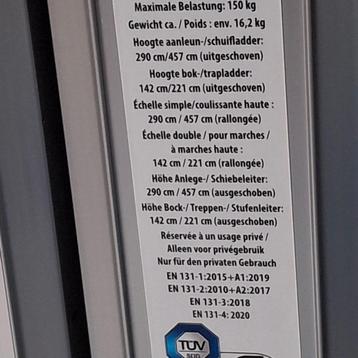 Maximale Belastung: 150 kg
Gewicht ca. / Poids : env. 16,2 kg
Hoogte aanleun-/schuifladder:
290 cm/457 cm (uitgeschoven)
Hoogte bok-/trapladder:
142 cm/221 cm (uitgeschoven)
Échelle simple/coulissante haute :
290 cm / 457 cm (rallongée)
Échelle double / pour marches /
à marches haute :
142 cm / 221 cm (rallongée)
Höhe Anlege-/ Schiebeleiter:
290 cm / 457 cm (ausgeschoben)
Höhe Bock-/ Treppen-/ Stufenleiter:
142 cm / 221 cm (ausgeschoben)
Réservée à un usage privé /
Alleen voor privégebruik
Nur für den privaten Gebrauch
EN 131-1:2015+A1:2019
EN 131-2:2010+A2:2017
EN 131-3:2018
EN 131-4: 2020
TÜV
SÜD